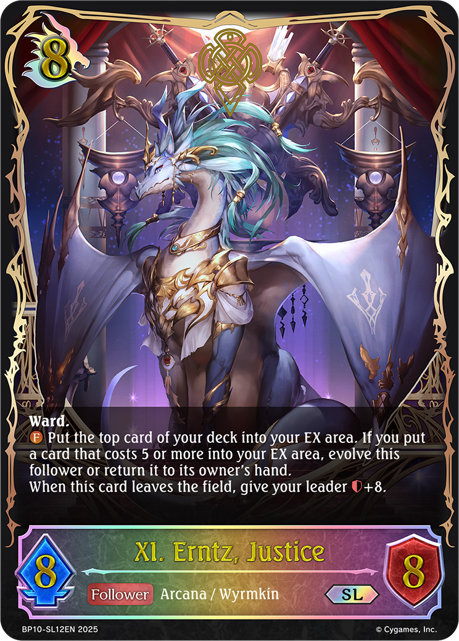 8
Ward.
F Put the top card of your deck into your EX area. If you put
a card that costs 5 or more into your EX area, evolve this
follower or return it to its owner's hand.
When this card leaves the field, give your leader +8.
XI. Erntz, Justice
8
Follower Arcana / Wyrmkin SL
8
BP10-SL12EN 2025 © Cygames, Inc.